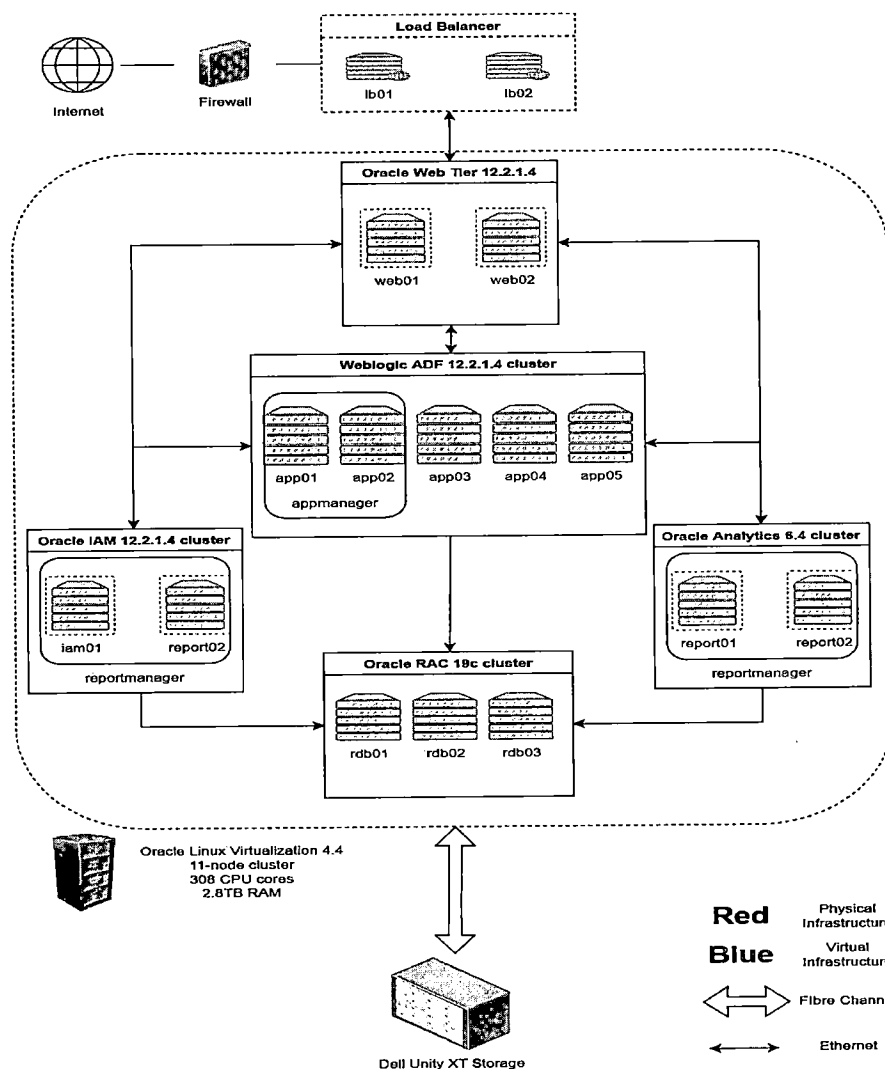 Load Balancer
lb01
lb02
Internet
Firewall
Oracle Web Tier 12.2.1.4
web01
web02
Weblogic ADF 12.2.1.4 cluster
app01
app02
app03
app04
app05
appmanager
Oracle IAM 12.2.1.4 cluster
iam01
report02
reportmanager
Oracle Analytics 6.4 cluster
report01
report02
reportmanager
Oracle RAC 19c cluster
rdb01
rdb02
rdb03
Oracle Linux Virtualization 4.4
11-node cluster
308 CPU cores
2.8TB RAM
Dell Unity XT Storage
Red
Physical
Infrastructur
Blue
Virtual
Infrastructur
Fibre Chann
Ethernet